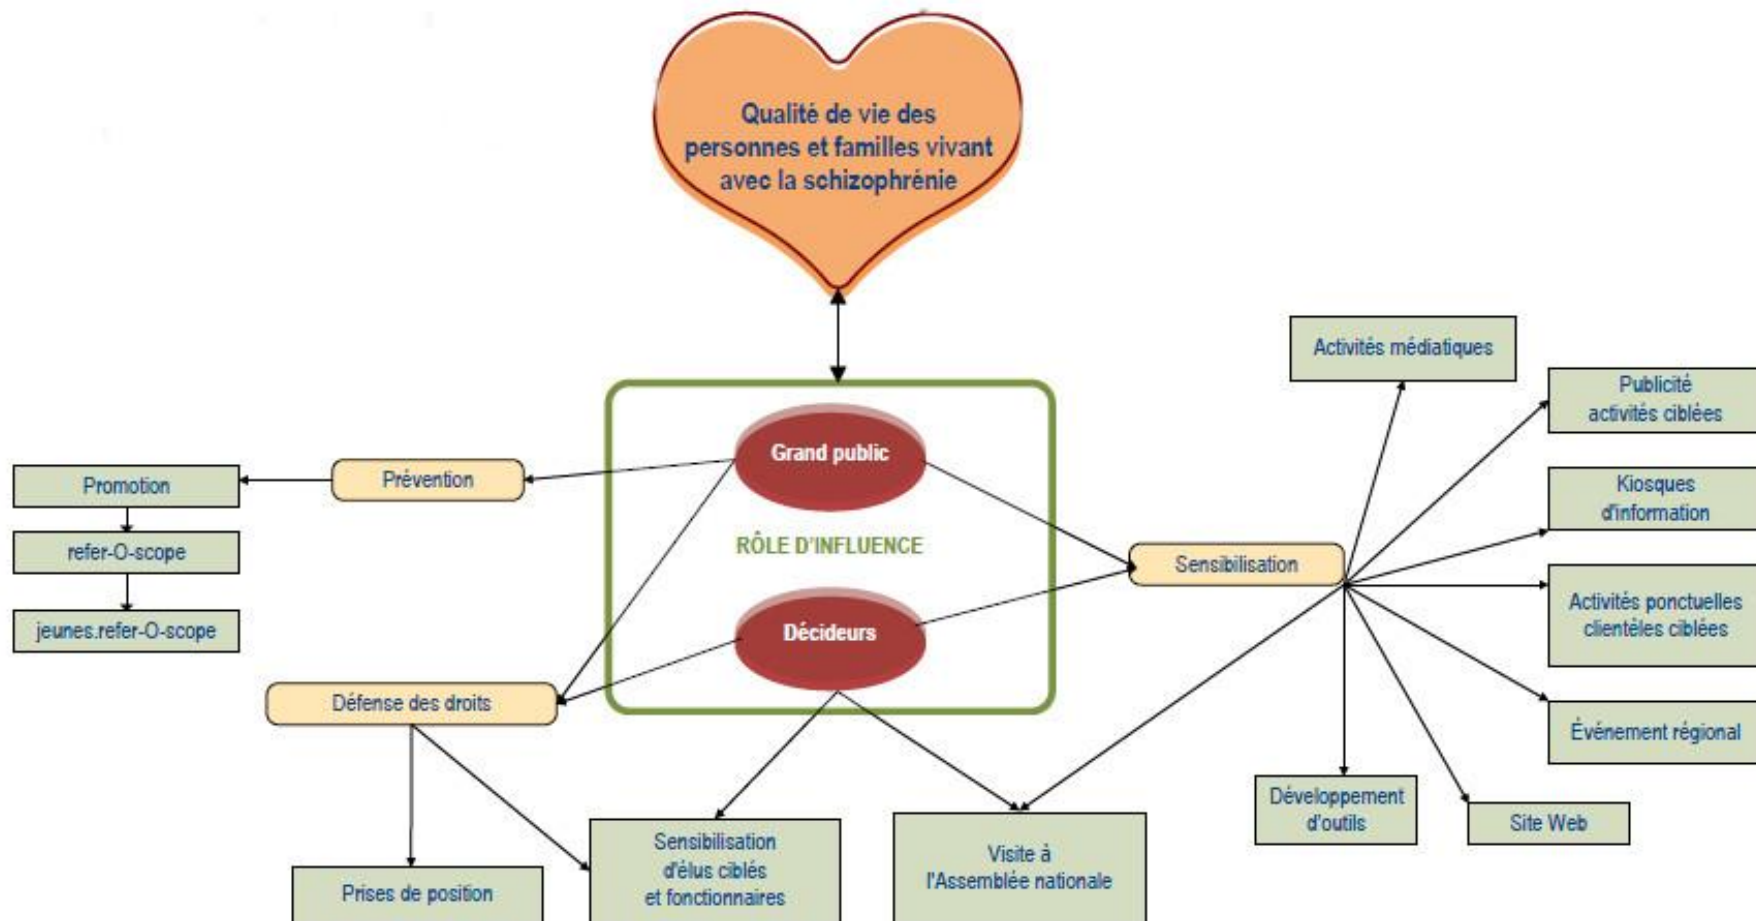 Qualité de vie des
personnes et familles vivant
avec la schizophrénie
Activités médiatiques
Publicité
activités ciblées
Grand public
Prévention
Promotion
Kiosques
d'information
refer-O-scope
RÔLE D'INFLUENCE
Sensibilisation
jeunes.refer-O-scope
Décideurs
Activités ponctuelles
clientèles ciblées
Défense des droits
Événement régional
Développement
d'outils
Site Web
Sensibilisation
d'élus ciblés
et fonctionnaires
Visite à
l'Assemblée nationale
Prises de position